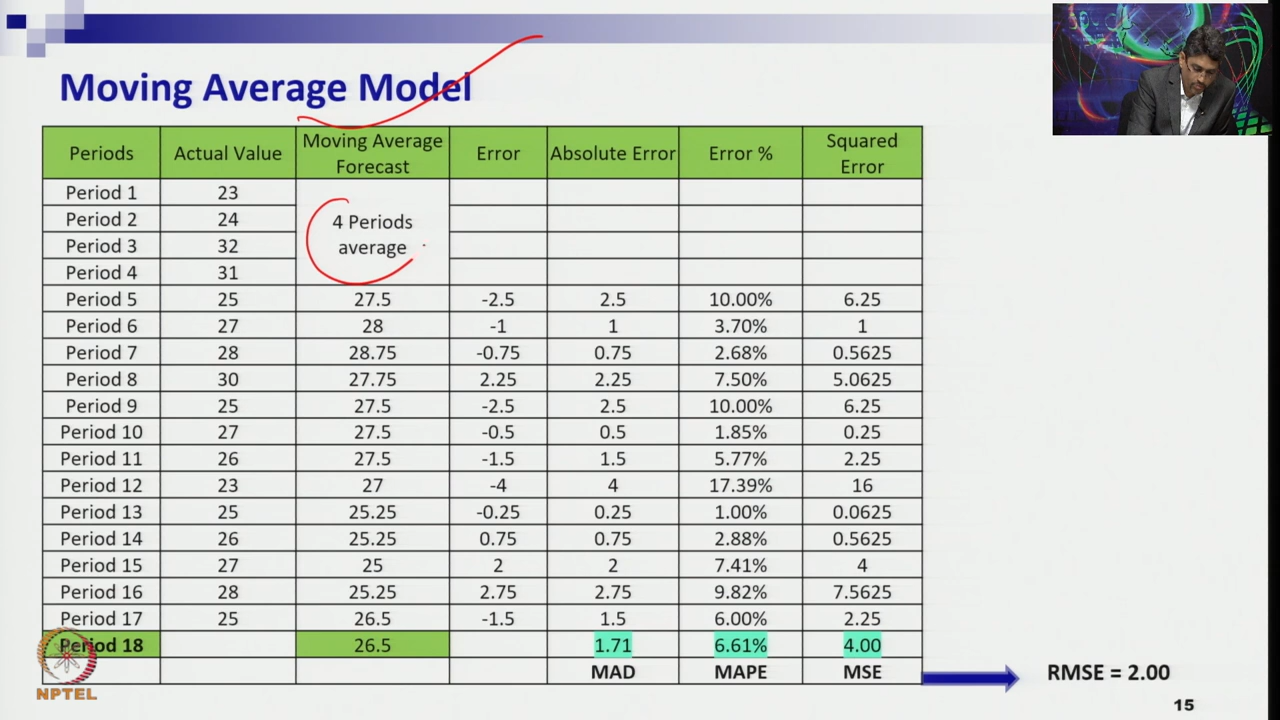 Moving Average Model
Periods Actual Value Moving Average Forecast Error Absolute Error Error % Squared Error
Period 1 23
4 Periods average
Period 2 24
Period 3 32
Period 4 31
Period 5 25 27.5 -2.5 2.5 10.00% 6.25
Period 6 27 28 -1 1 3.70% 1
Period 7 28 28.75 -0.75 0.75 2.68% 0.5625
Period 8 30 27.75 2.25 2.25 7.50% 5.0625
Period 9 25 27.5 -2.5 2.5 10.00% 6.25
Period 10 27 27.5 -0.5 0.5 1.85% 0.25
Period 11 26 27.5 -1.5 1.5 5.77% 2.25
Period 12 23 27 -4 4 17.39% 16
Period 13 25 25.25 -0.25 0.25 1.00% 0.0625
Period 14 26 25.25 0.75 0.75 2.88% 0.5625
Period 15 27 25 2 2 7.41% 4
Period 16 28 25.25 2.75 2.75 9.82% 7.5625
Period 17 25 26.5 -1.5 1.5 6.00% 2.25
Period 18 26.5 1.71 6.61% 4.00
MAD MAPE MSE RMSE = 2.00
NPTEL
15